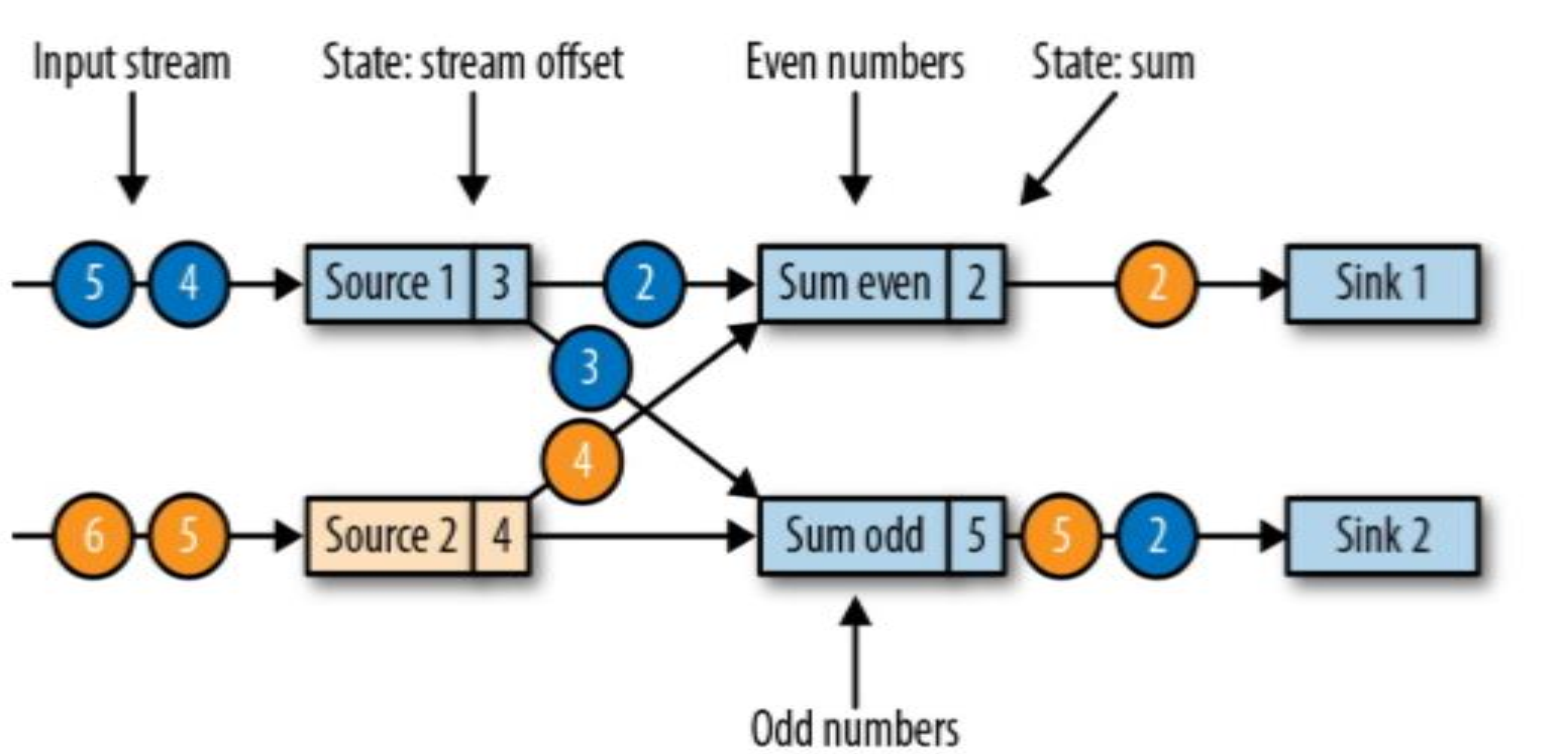 Input stream
State: stream offset
Even numbers
State: sum
5
4
Source 1
3
2
Sum even
2
2
Sink 1
3
4
6
5
Source 2
4
Sum odd
5
5
2
Sink 2
Odd numbers